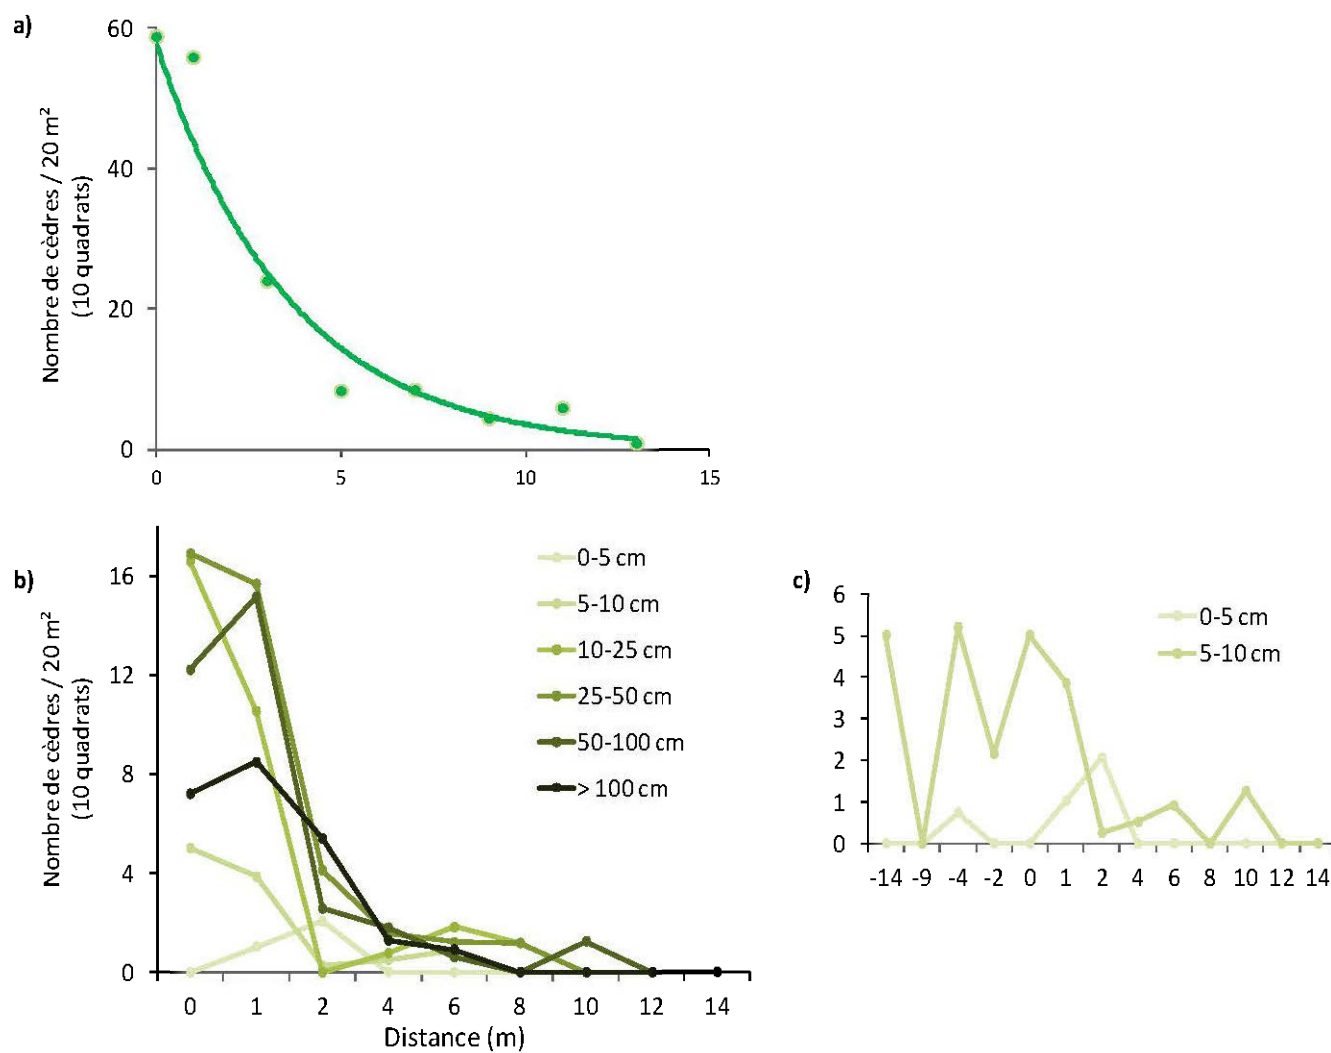 a)
60
40
20
0
Nombre de cèdres / 20 m²
(10 quadrats)
0 5 10 15
b)
16
12
8
4
0
Nombre de cèdres / 20 m²
(10 quadrats)
0-5 cm
5-10 cm
10-25 cm
25-50 cm
50-100 cm
> 100 cm
0 1 2 4 6 8 10 12 14
Distance (m)
c)
6
5
4
3
2
1
0
0-5 cm
5-10 cm
-14 -9 -4 -2 0 1 2 4 6 8 10 12 14